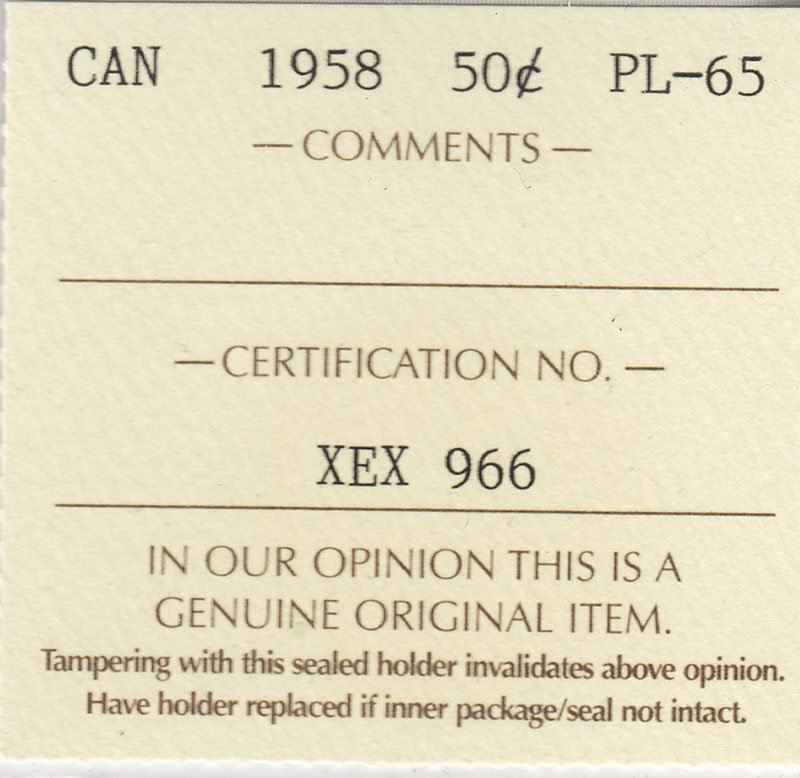 CAN 1958 50¢ PL-65
— COMMENTS —
— CERTIFICATION NO. —
XEX 966
IN OUR OPINION THIS IS A
GENUINE ORIGINAL ITEM.
Tampering with this sealed holder invalidates above opinion.
Have holder replaced if inner package/seal not intact.